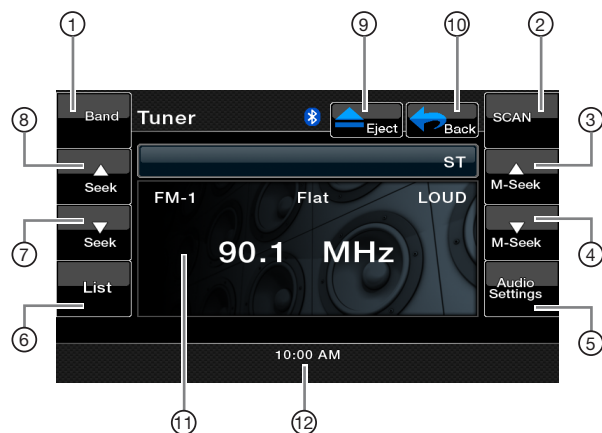 1
9
10
2
Band
Tuner
Eject
Back
SCAN
8
3
Seek
ST
M-Seek
FM-1
Flat
LOUD
7
4
Seek
90.1 MHz
M-Seek
List
Audio
Settings
6
5
10:00 AM
11
12